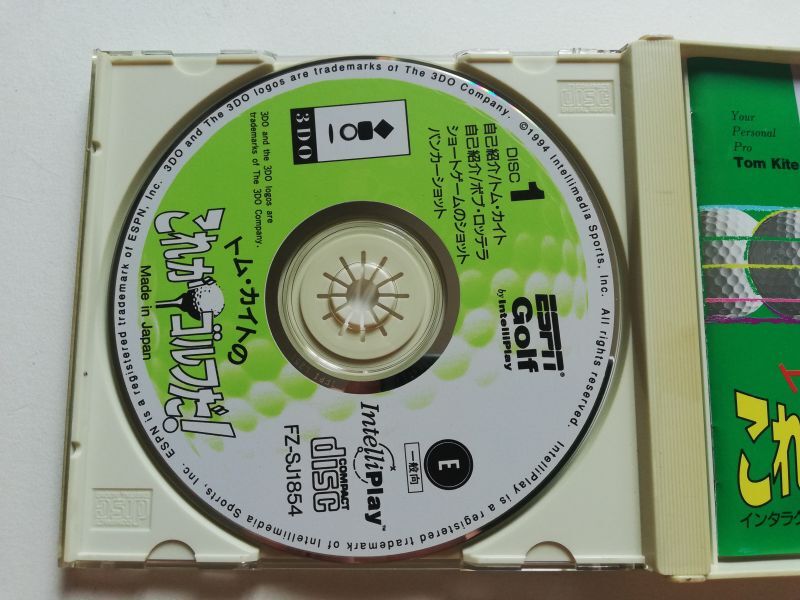 3DO
3DO and the 3DO logos are
trademarks of The 3DO Company.
DISC 1
自己紹介/トム・カイト
自己紹介/ボブ・ロッテラ
ショートゲームのショット
バンカーショット
ESPN
Golf
by IntelliPlay
トム・カイトの
これがゴルフだ!
Made in Japan
IntelliPlay™
COMPACT
disc
FZ-SJ1854
E
一般向
ESPN is a registered trademark of ESPN, Inc. 3DO and The 3DO logos are trademarks of The 3DO Company. ©1994 Intellimedia Sports, Inc. All rights reserved.
IntelliPlay is a registered trademark of Intellimedia Sports, Inc.
disc
disc
Your
Personal
Pro
Tom Kite
これ
インタラク